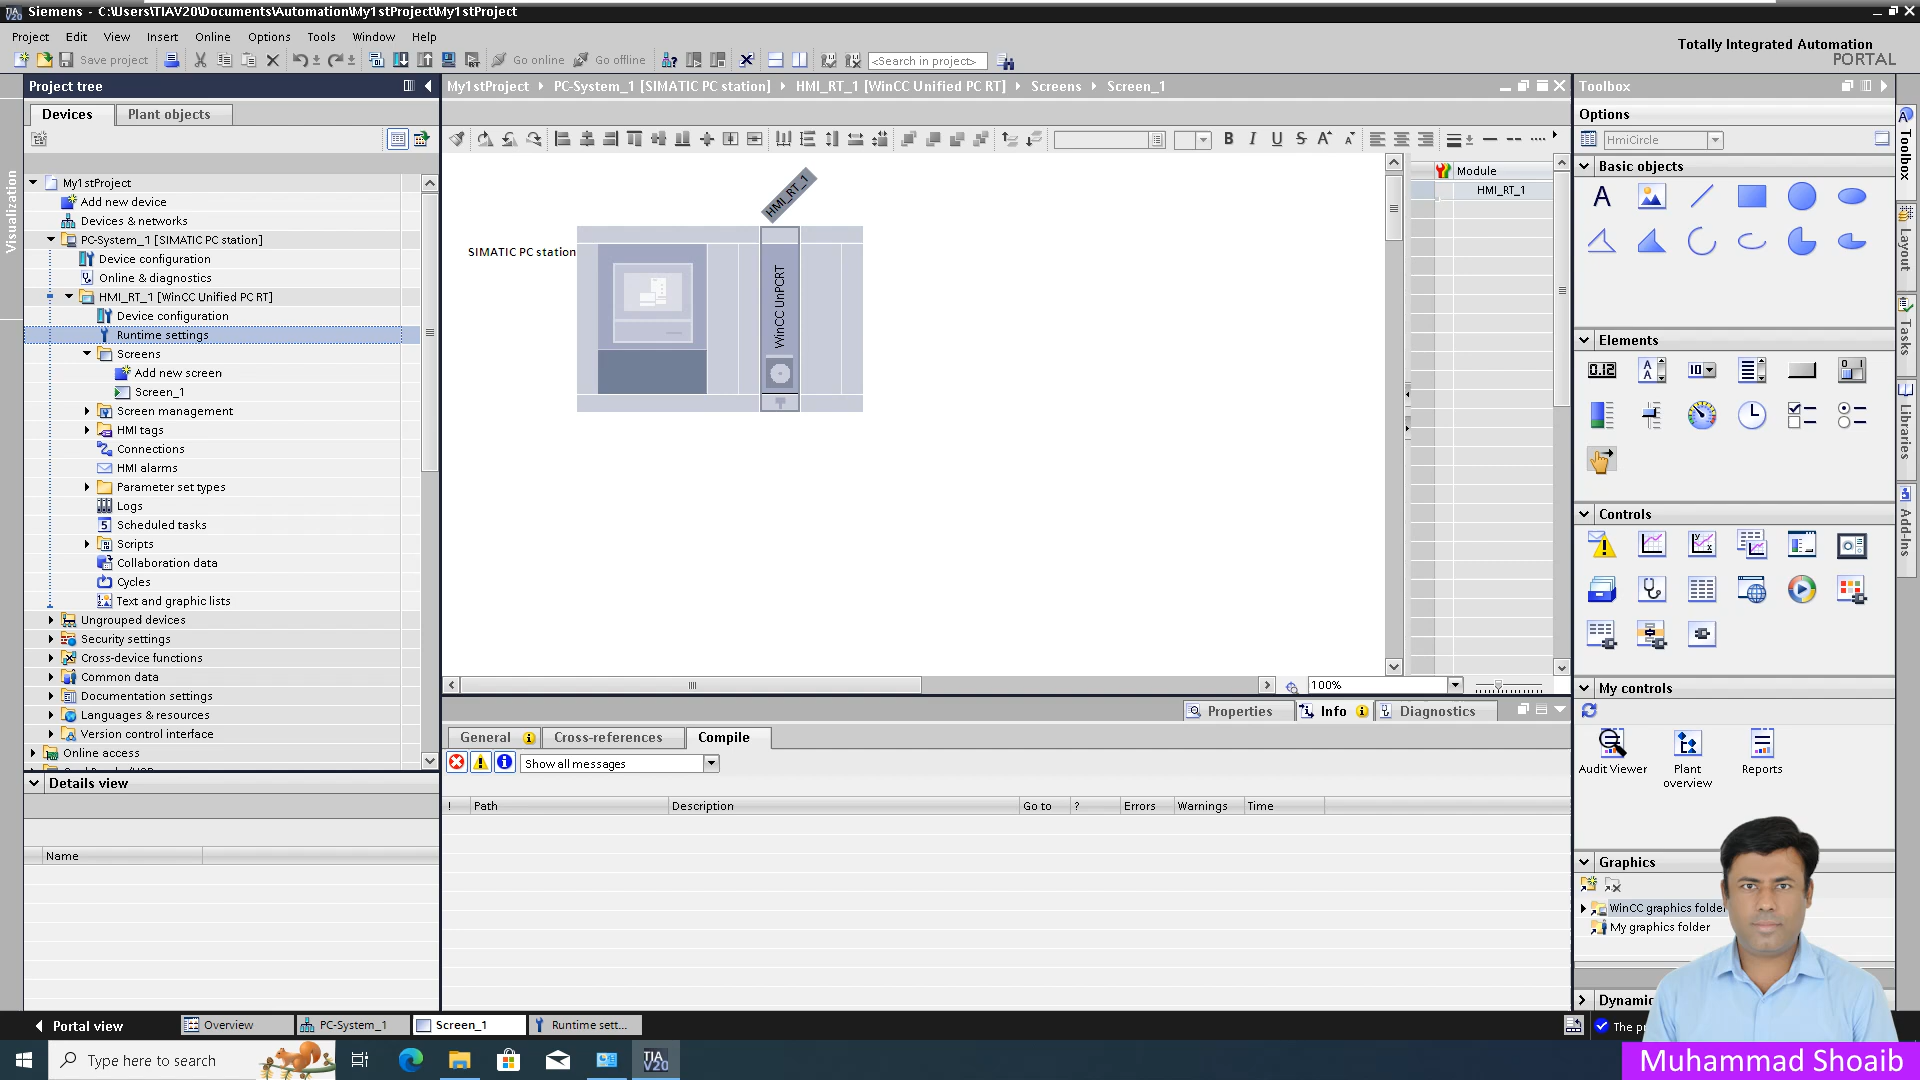 Siemens - C:\Users\TIAV20\Documents\Automation\My1stProject\My1stProject
Project Edit View Insert Online Options Tools Window Help
Totally Integrated Automation
PORTAL
Save project
Go online
Go offline
<Search in project>
Project tree
My1stProject
PC-System_1 [SIMATIC PC station]
HMI_RT_1 [WinCC Unified PC RT]
Screens
Screen_1
Toolbox
Devices
Plant objects
Options
HmiCircle
Visualization
My1stProject
Add new device
Devices & networks
PC-System_1 [SIMATIC PC station]
Device configuration
Online & diagnostics
HMI_RT_1 [WinCC Unified PC RT]
Device configuration
Runtime settings
Screens
Add new screen
Screen_1
Screen management
HMI tags
Connections
HMI alarms
Parameter set types
Logs
Scheduled tasks
Scripts
Collaboration data
Cycles
Text and graphic lists
Ungrouped devices
Security settings
Cross-device functions
Common data
Documentation settings
Languages & resources
Version control interface
Online access
Details view
Name
HMI_RT_1
SIMATIC PC station
WinCC UnPCRT
Module
HMI_RT_1
100%
Properties
Info
Diagnostics
General
Cross-references
Compile
Show all messages
! Path Description Go to ? Errors Warnings Time
Basic objects
Elements
Controls
My controls
Audit Viewer
Plant overview
Reports
Graphics
WinCC graphics folder
My graphics folder
Toolbox
Layout
Tasks
Libraries
Add-Ins
Portal view
Overview
PC-System_1
Screen_1
Runtime sett...
The
Type here to search
TIA
V20
Muhammad Shoaib